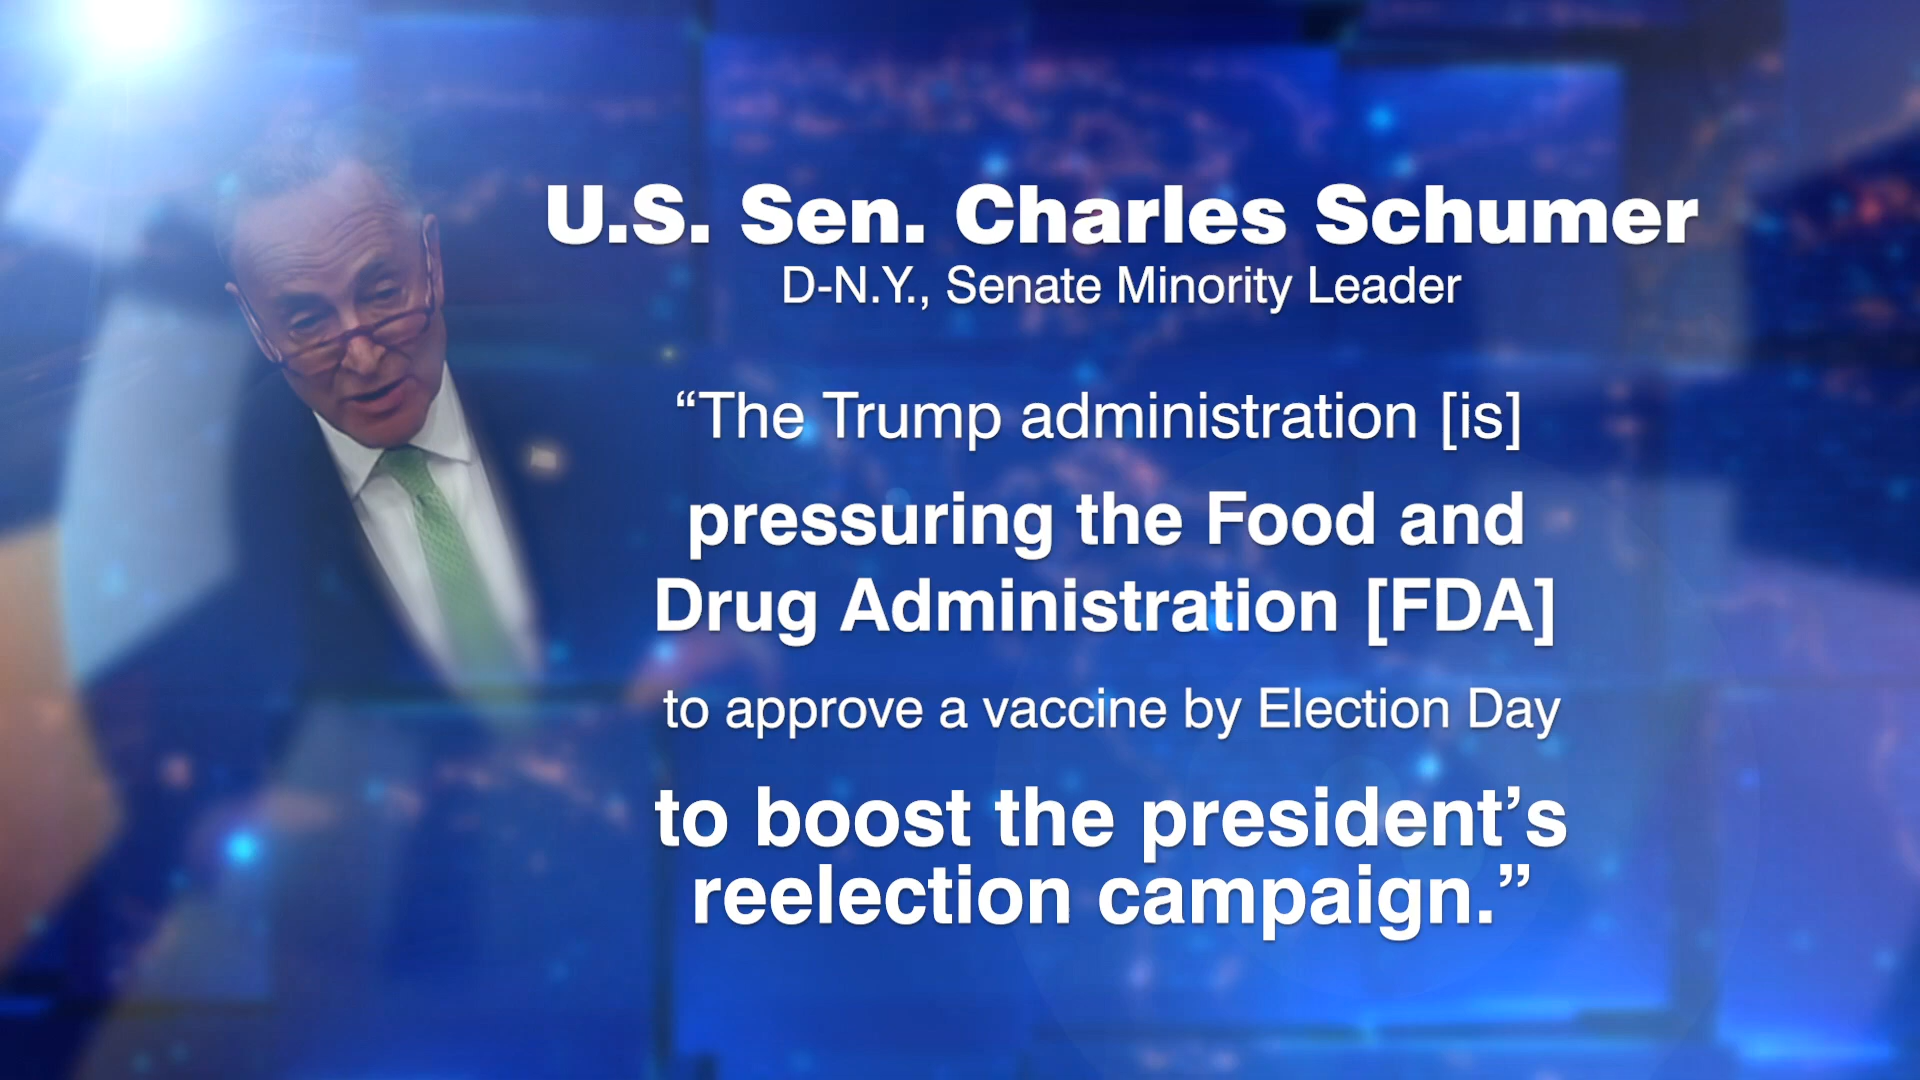 U.S. Sen. Charles Schumer
D-N.Y., Senate Minority Leader
“The Trump administration [is]
pressuring the Food and
Drug Administration [FDA]
to approve a vaccine by Election Day
to boost the president’s
reelection campaign.”